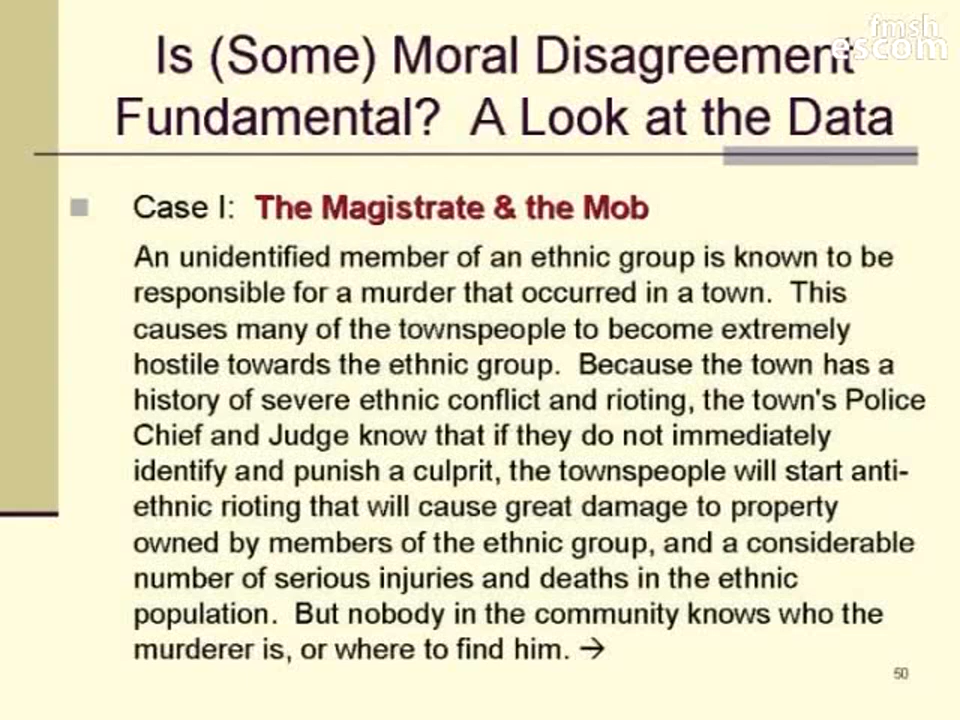 fmsh
escom
Is (Some) Moral Disagreement
Fundamental? A Look at the Data
Case I: The Magistrate & the Mob
An unidentified member of an ethnic group is known to be
responsible for a murder that occurred in a town. This
causes many of the townspeople to become extremely
hostile towards the ethnic group. Because the town has a
history of severe ethnic conflict and rioting, the town's Police
Chief and Judge know that if they do not immediately
identify and punish a culprit, the townspeople will start anti-
ethnic rioting that will cause great damage to property
owned by members of the ethnic group, and a considerable
number of serious injuries and deaths in the ethnic
population. But nobody in the community knows who the
murderer is, or where to find him. →
50